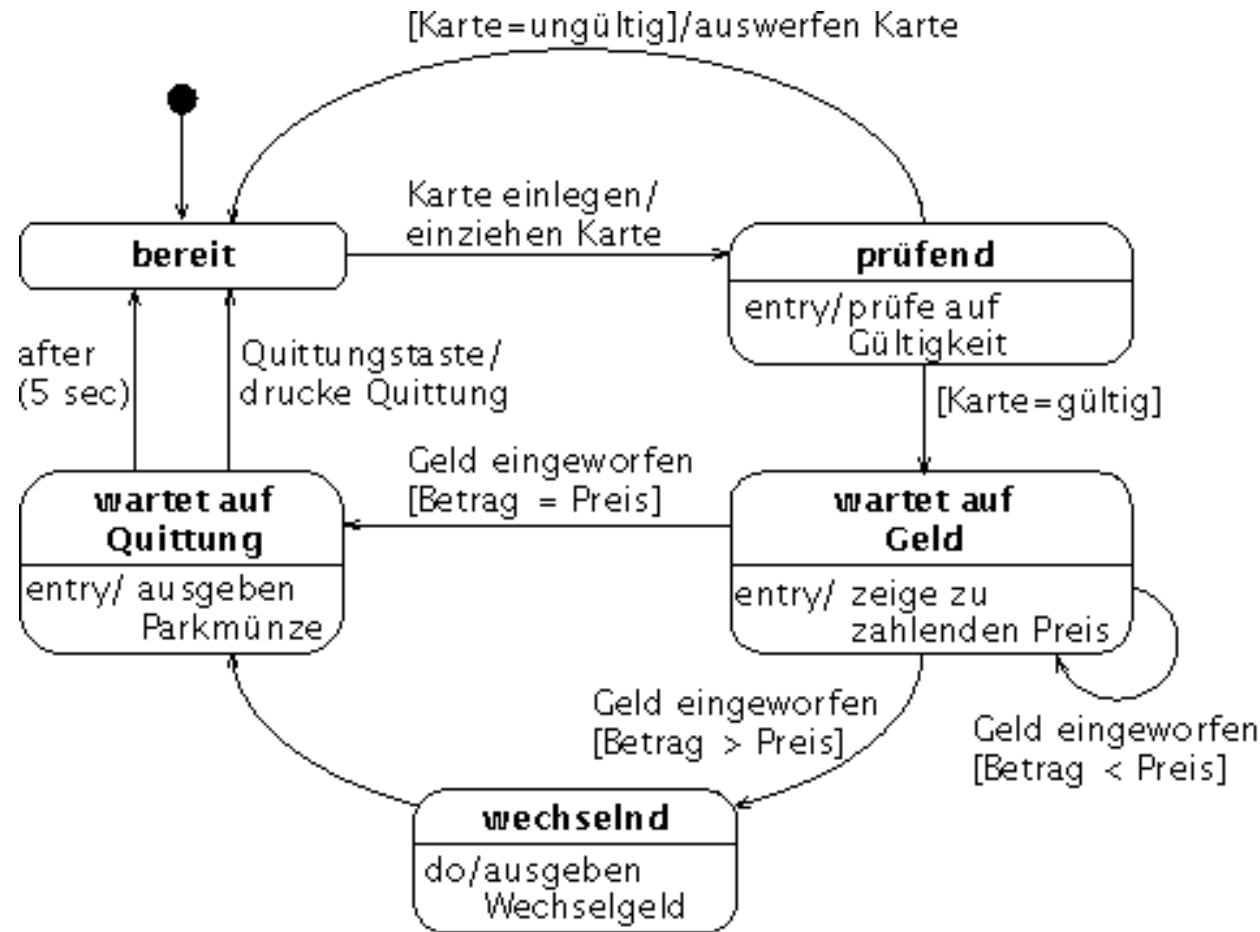 [Karte=ungültig]/auswerfen Karte
Karte einlegen/
einziehen Karte
bereit
prüfend
entry/prüfe auf
Gültigkeit
after
(5 sec)
Quittungstaste/
drucke Quittung
[Karte=gültig]
Geld eingeworfen
[Betrag = Preis]
wartet auf
Quittung
entry/ ausgeben
Parkmünze
wartet auf
Geld
entry/ zeige zu
zahlenden Preis
Geld eingeworfen
[Betrag > Preis]
Geld eingeworfen
[Betrag < Preis]
wechselnd
do/ausgeben
Wechselgeld